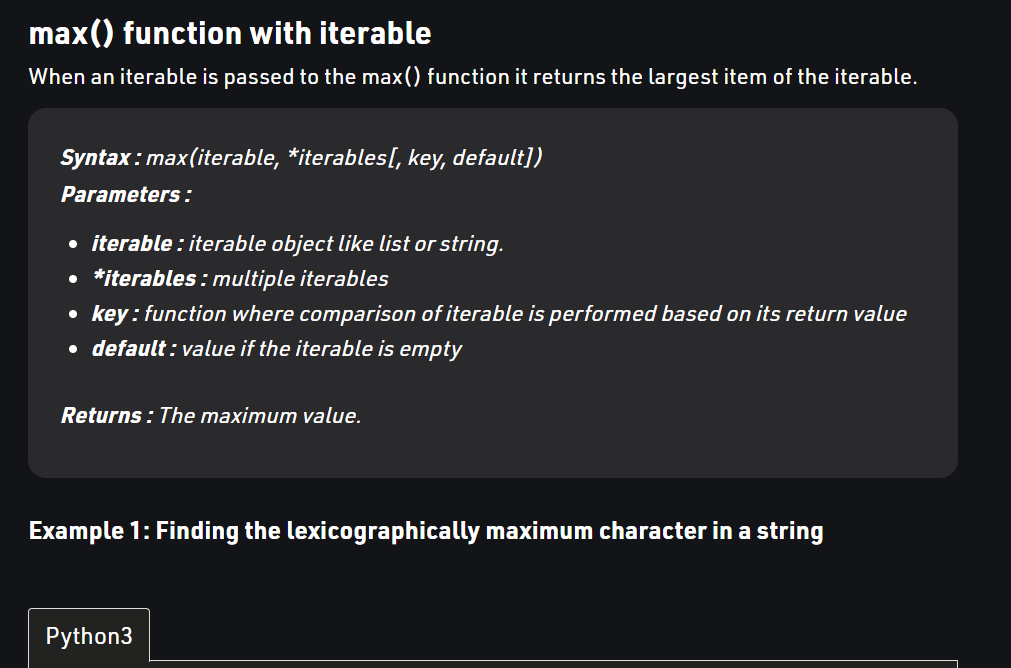 max() function with iterable
When an iterable is passed to the max() function it returns the largest item of the iterable.
Syntax : max(iterable, *iterables[, key, default])
Parameters :
• iterable : iterable object like list or string.
• *iterables : multiple iterables
• key : function where comparison of iterable is performed based on its return value
• default : value if the iterable is empty
Returns : The maximum value.
Example 1: Finding the lexicographically maximum character in a string
Python3